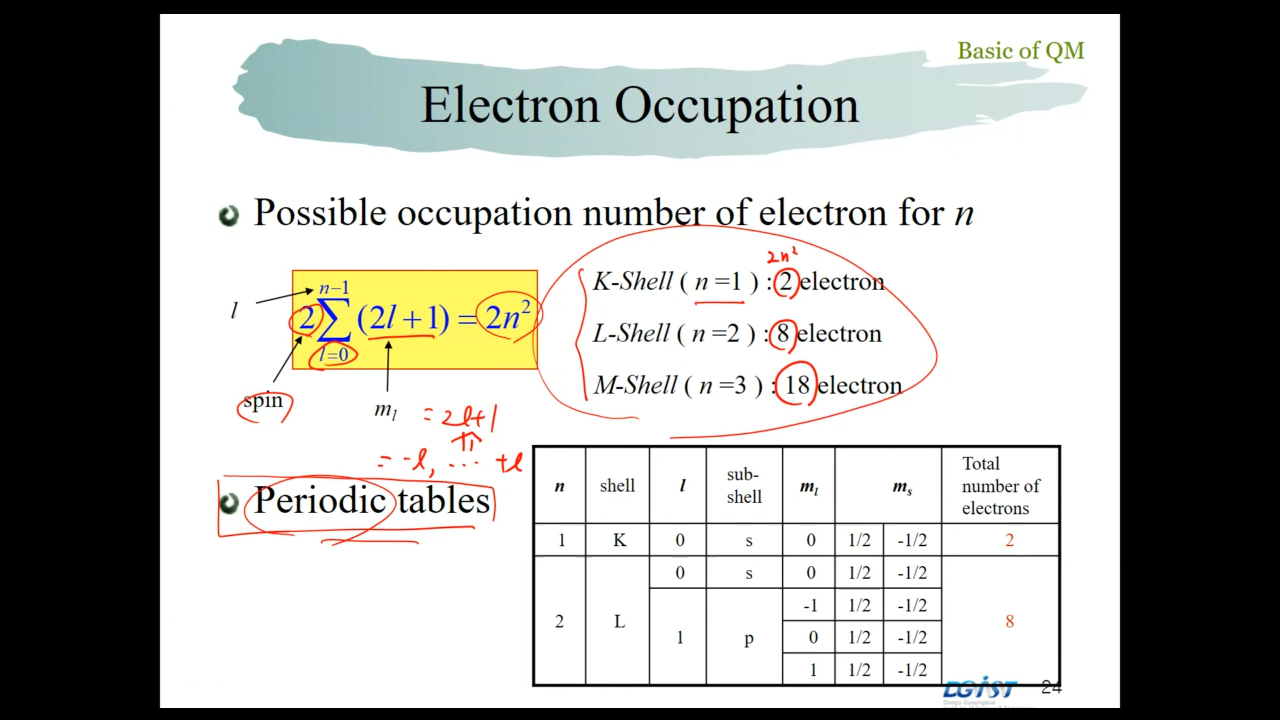 Basic of QM
Electron Occupation
Possible occupation number of electron for n
2n²
K-Shell ( n =1 ) : 2 electron
L-Shell ( n =2 ) : 8 electron
M-Shell ( n =3 ) : 18 electron
l
n−1
2∑(2l +1) = 2n²
l=0
spin
mₗ = 2l+1
= -l, ... +l
Periodic tables
n shell l sub-shell mₗ mₛ Total number of electrons
1 K 0 s 0 1/2 -1/2 2
2 L 0 s 0 1/2 -1/2 8
1 p -1 1/2 -1/2
0 1/2 -1/2
1 1/2 -1/2
DGIST
24